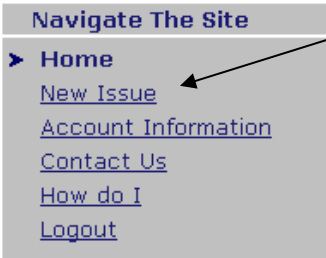 Navigate The Site
Home
New Issue
Account Information
Contact Us
How do I
Logout